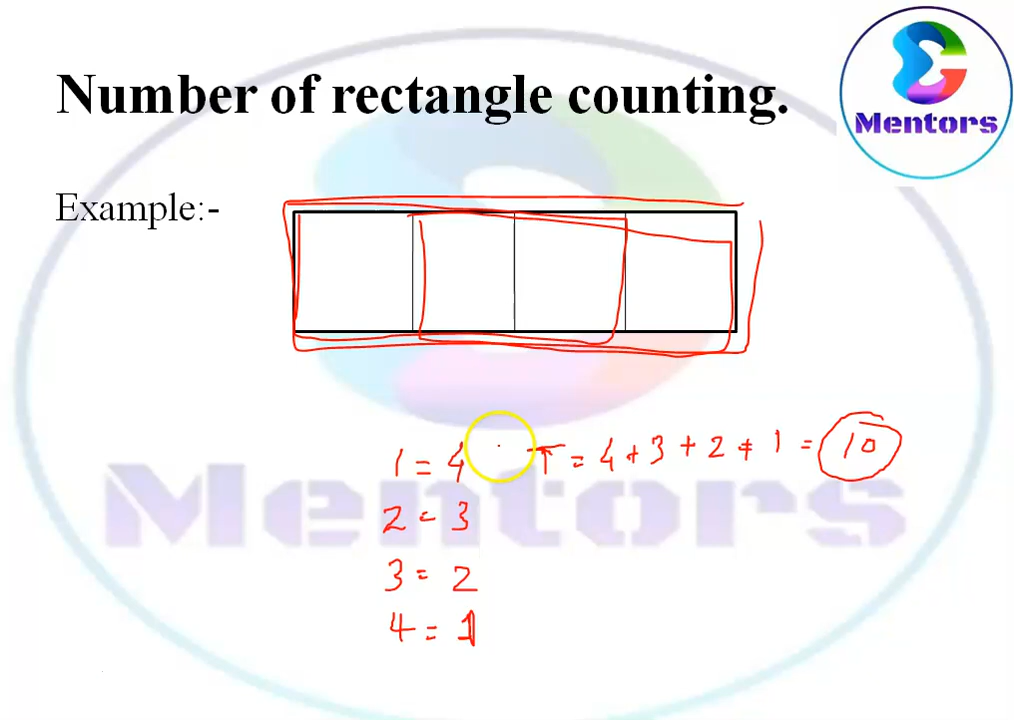 Mentors
Number of rectangle counting.
Example:-
1 = 4
T = 4 + 3 + 2 + 1 = 10
2 = 3
3 = 2
4 = 1
Mentors